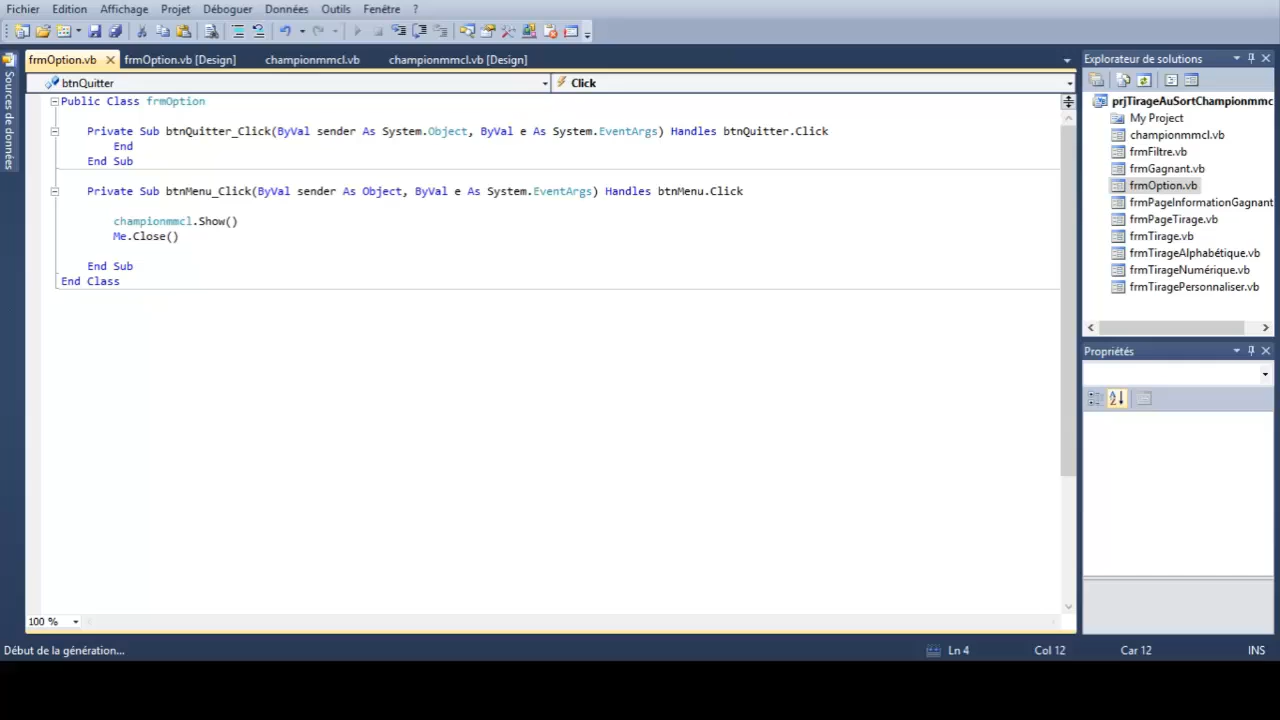 Fichier Edition Affichage Projet Déboguer Données Outils Fenêtre ?
frmOption.vb frmOption.vb [Design] championmmcl.vb championmmcl.vb [Design]
Sources de données
btnQuitter Click
Public Class frmOption
Private Sub btnQuitter_Click(ByVal sender As System.Object, ByVal e As System.EventArgs) Handles btnQuitter.Click
End
End Sub
Private Sub btnMenu_Click(ByVal sender As Object, ByVal e As System.EventArgs) Handles btnMenu.Click
championmmcl.Show()
Me.Close()
End Sub
End Class
100 %
Explorateur de solutions
prjTirageAuSortChampionmmc
My Project
championmmcl.vb
frmFiltre.vb
frmGagnant.vb
frmOption.vb
frmPageInformationGagnant
frmPageTirage.vb
frmTirage.vb
frmTirageAlphabétique.vb
frmTirageNumérique.vb
frmTiragePersonnaliser.vb
Propriétés
Début de la génération... Ln 4 Col 12 Car 12 INS